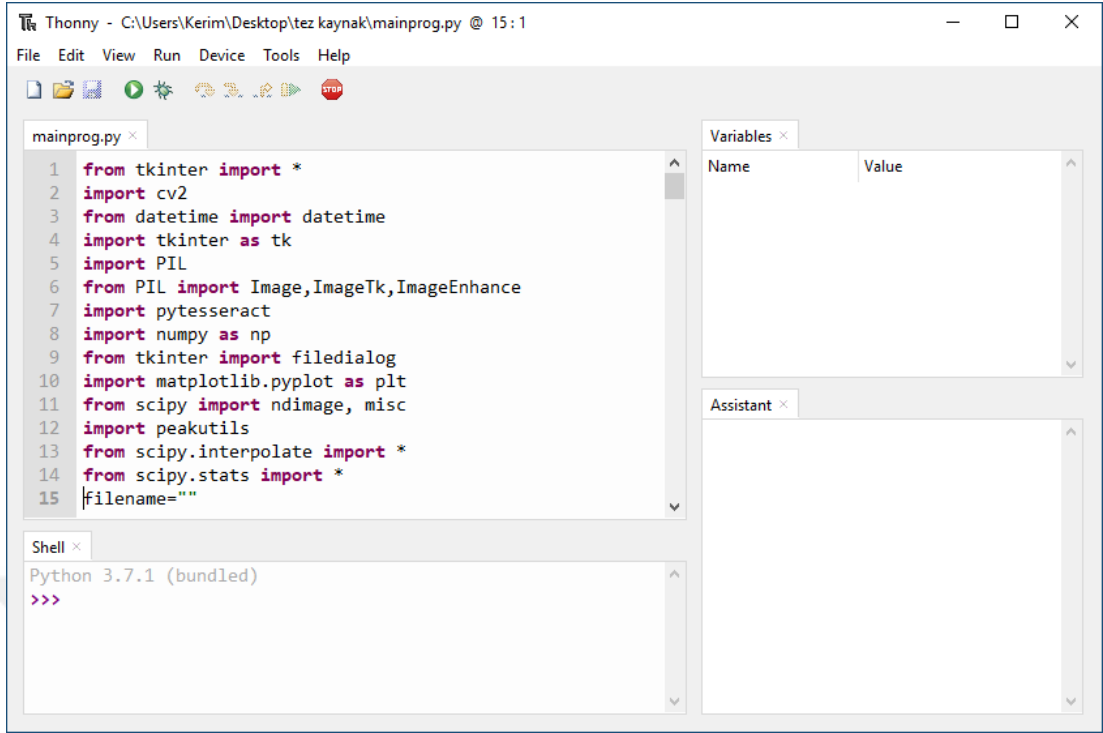 Thonny - C:\Users\Kerim\Desktop\tez kaynak\mainprog.py @ 15:1
File Edit View Run Device Tools Help
STOP
mainprog.py ×
1 from tkinter import *
2 import cv2
3 from datetime import datetime
4 import tkinter as tk
5 import PIL
6 from PIL import Image,ImageTk,ImageEnhance
7 import pytesseract
8 import numpy as np
9 from tkinter import filedialog
10 import matplotlib.pyplot as plt
11 from scipy import ndimage, misc
12 import peakutils
13 from scipy.interpolate import *
14 from scipy.stats import *
15 filename=""
Shell ×
Python 3.7.1 (bundled)
>>>
Variables ×
Name Value
Assistant ×